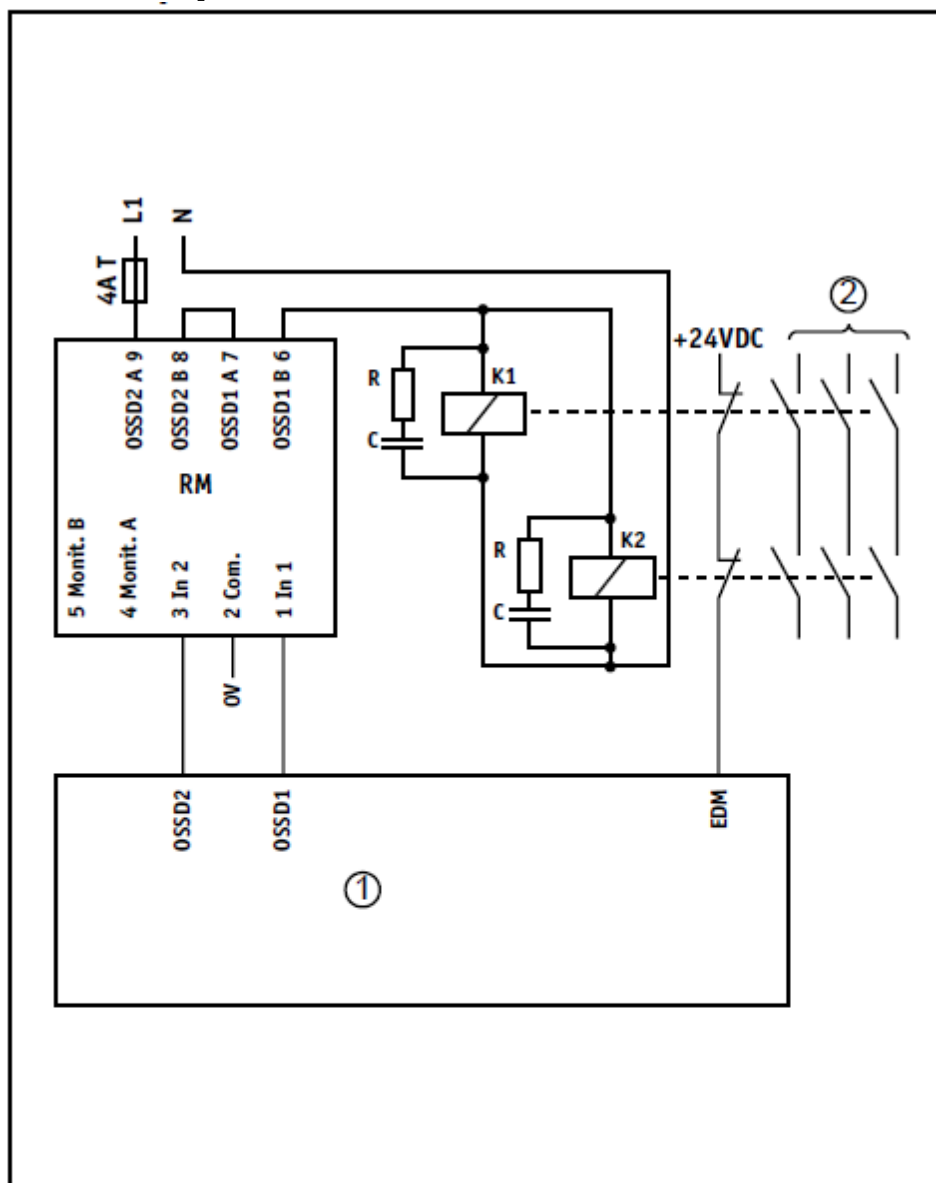 L1
N
4A T
②
+24VDC
OSSD2 A 9
OSSD2 B 8
OSSD1 A 7
OSSD1 B 6
R
K1
C
RM
5 Monit. B
4 Monit. A
3 In 2
2 Com.
1 In 1
R
K2
C
0V
OSSD2
OSSD1
EDM
①